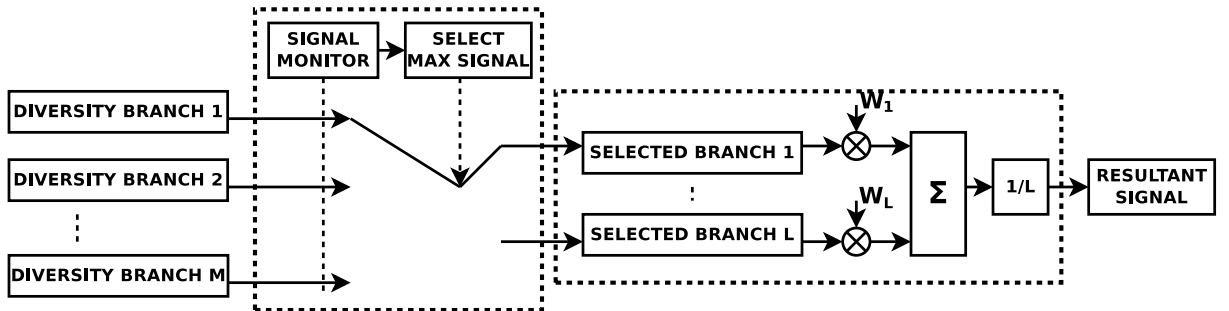 SIGNAL
MONITOR
SELECT
MAX SIGNAL
DIVERSITY BRANCH 1
DIVERSITY BRANCH 2
DIVERSITY BRANCH M
SELECTED BRANCH 1
SELECTED BRANCH L
W1
WL
Σ
1/L
RESULTANT
SIGNAL